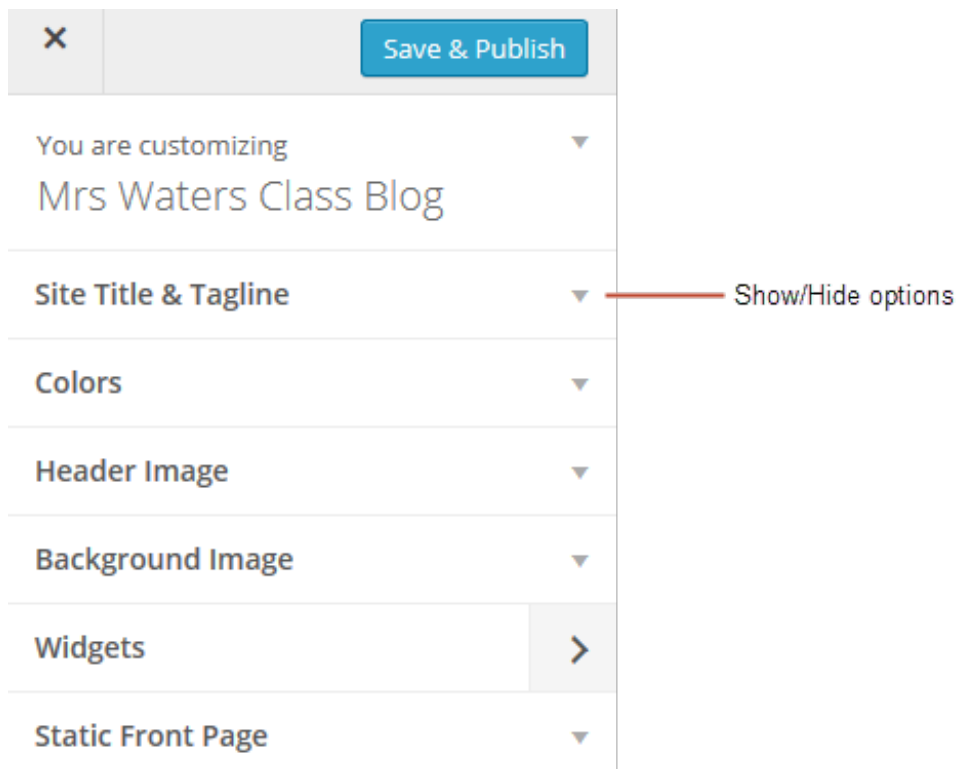 Save & Publish
You are customizing
Mrs Waters Class Blog
Site Title & Tagline
Show/Hide options
Colors
Header Image
Background Image
Widgets
Static Front Page